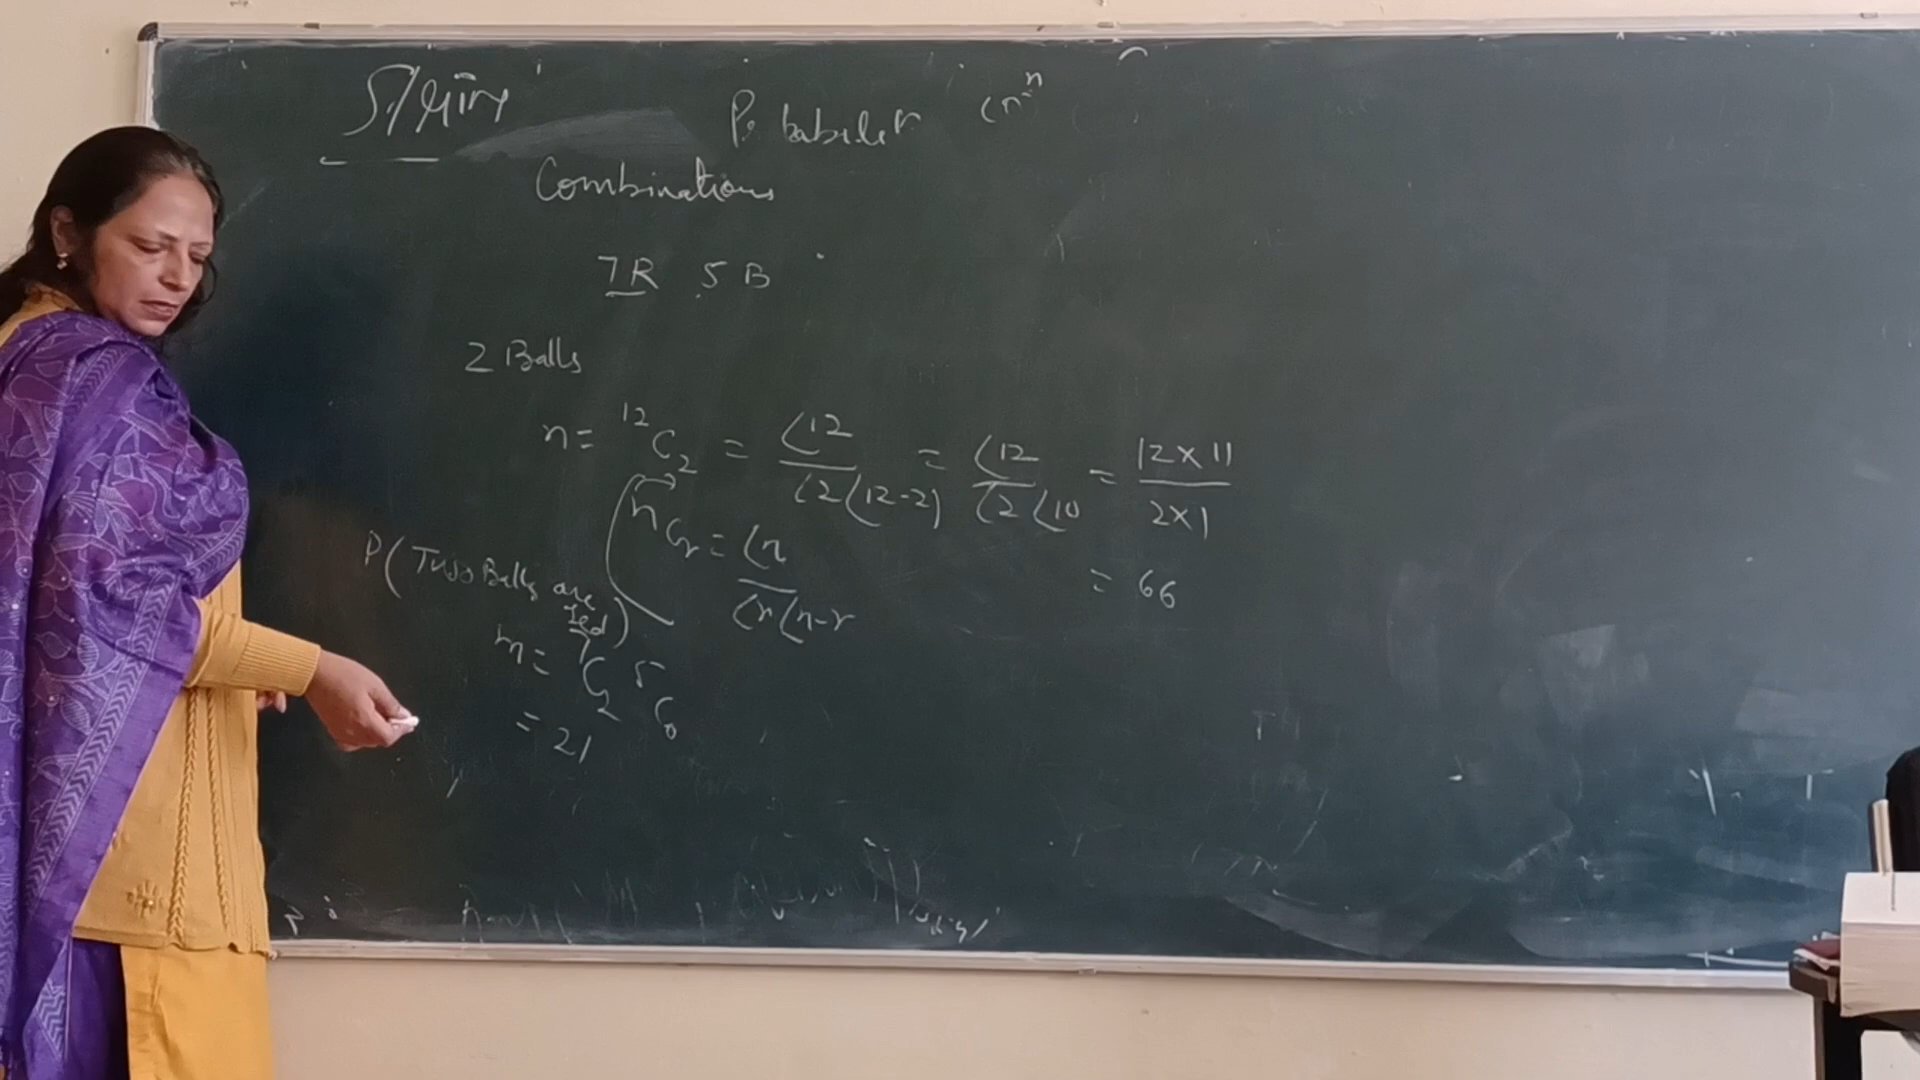 Combinations
7R 5B
2 Balls
n = ¹²C₂ = ∠12 / ∠2 ∠12-2) = ∠12 / ∠2 ∠10 = 12 x 11 / 2 x 1
ⁿCᵣ = ∠n / ∠r ∠n-r
= 66
P( Two Balls are
red)
m = ⁷C₂ ⁵C₀
= 21